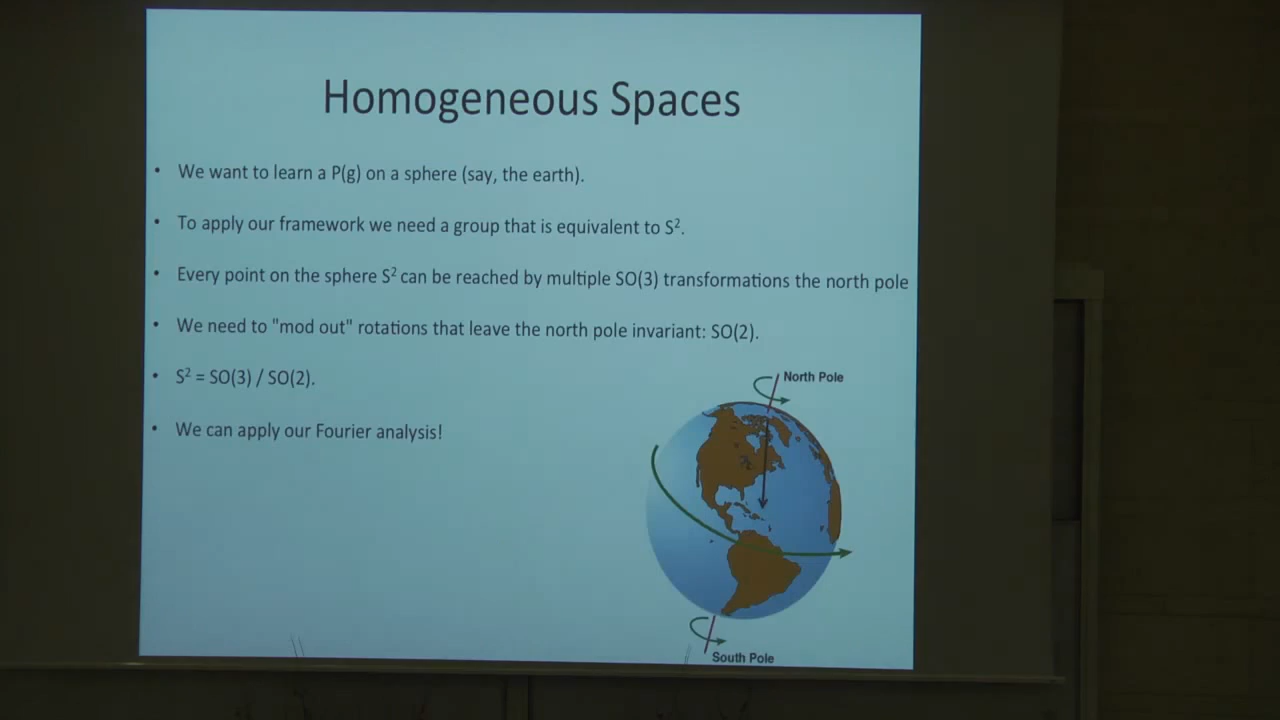 Homogeneous Spaces
• We want to learn a P(g) on a sphere (say, the earth).
• To apply our framework we need a group that is equivalent to S².
• Every point on the sphere S² can be reached by multiple SO(3) transformations the north pole
• We need to "mod out" rotations that leave the north pole invariant: SO(2).
• S² = SO(3) / SO(2).
• We can apply our Fourier analysis!
North Pole
South Pole